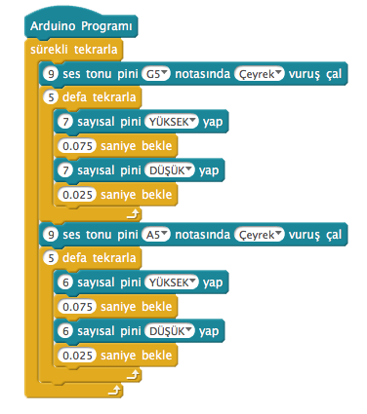 Arduino Programı
sürekli tekrarla
9 ses tonu pini G5 notasında Çeyrek vuruş çal
5 defa tekrarla
7 sayısal pini YÜKSEK yap
0.075 saniye bekle
7 sayısal pini DÜŞÜK yap
0.025 saniye bekle
9 ses tonu pini A5 notasında Çeyrek vuruş çal
5 defa tekrarla
6 sayısal pini YÜKSEK yap
0.075 saniye bekle
6 sayısal pini DÜŞÜK yap
0.025 saniye bekle